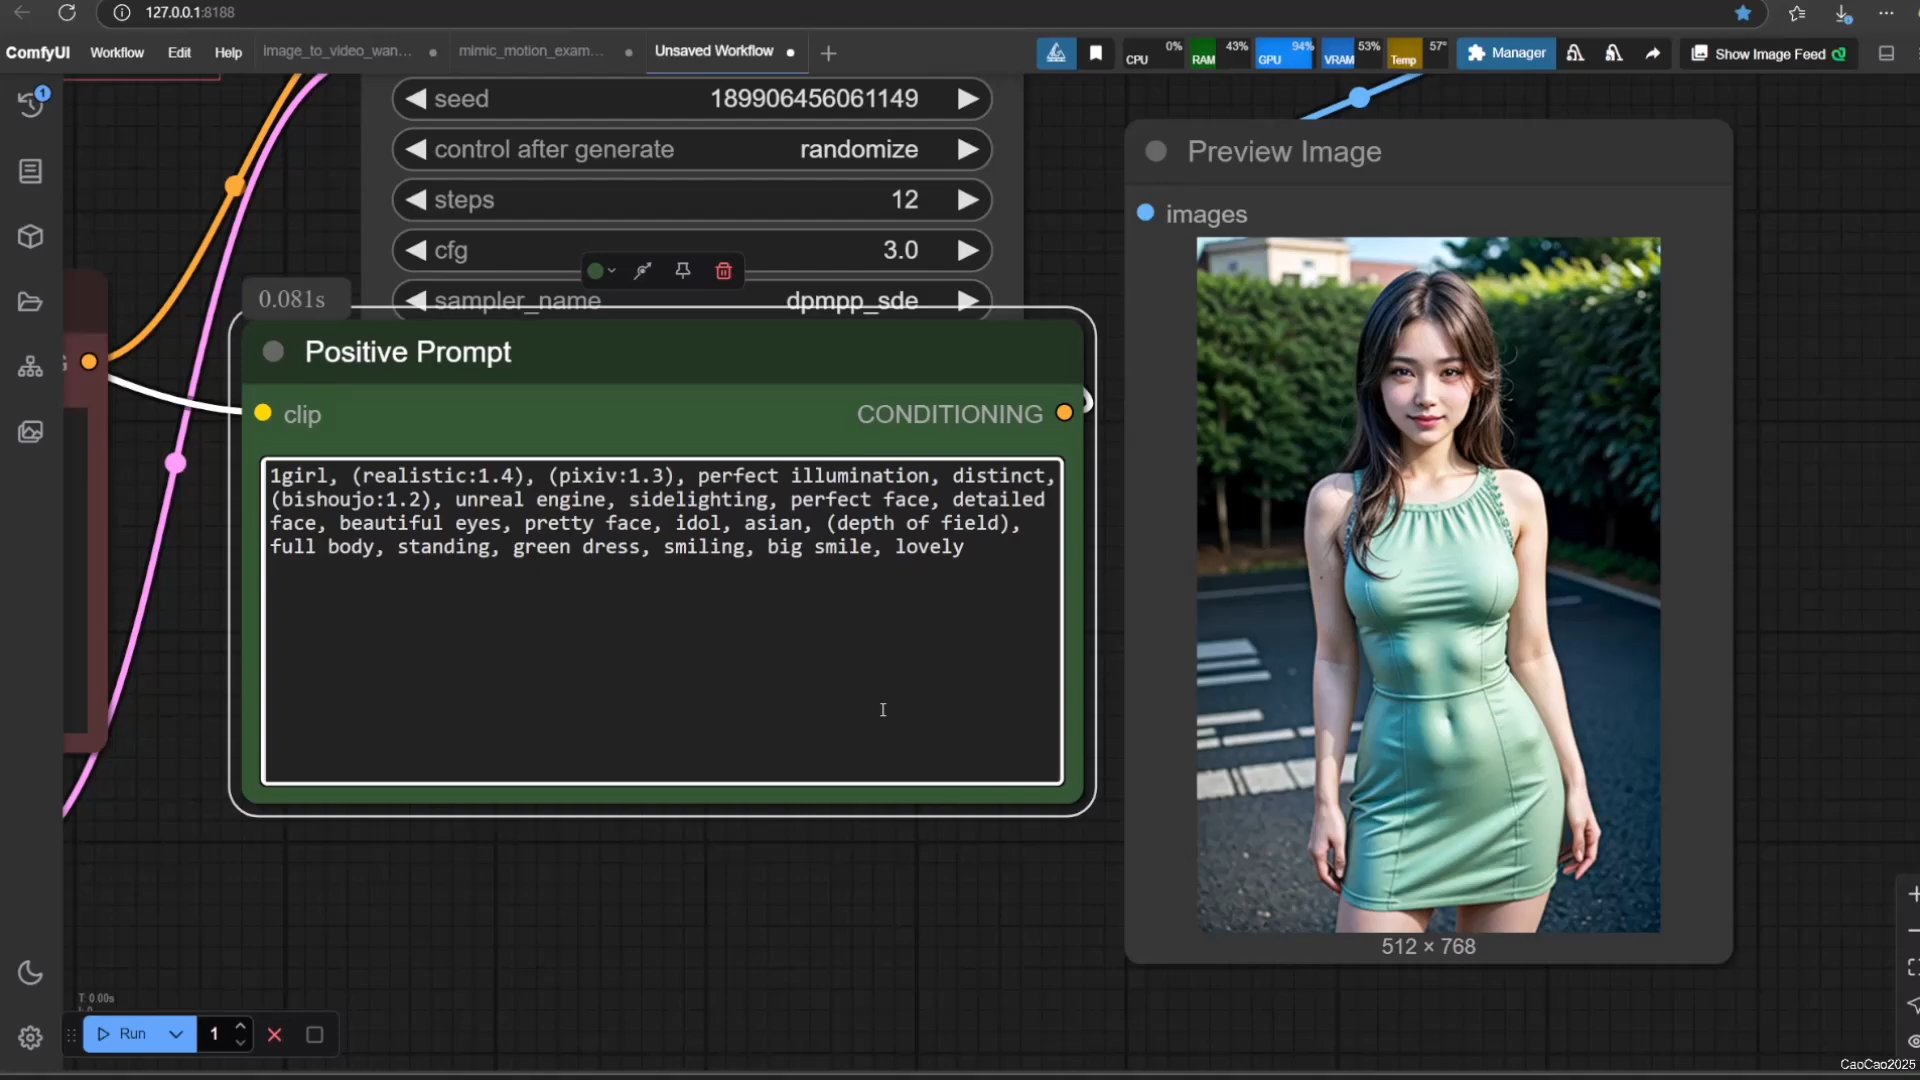 127.0.0.1:8188
ComfyUI Workflow Edit Help image_to_video_wan... mimic_motion_exam... Unsaved Workflow
CPU 0% RAM 43% GPU 94% VRAM 53% Temp 57° Manager Show Image Feed
1
seed 189906456061149
control after generate randomize
steps 12
cfg 3.0
sampler_name dpmpp_sde
0.081s
Positive Prompt
clip CONDITIONING
1girl, (realistic:1.4), (pixiv:1.3), perfect illumination, distinct,
(bishoujo:1.2), unreal engine, sidelighting, perfect face, detailed
face, beautiful eyes, pretty face, idol, asian, (depth of field),
full body, standing, green dress, smiling, big smile, lovely
Preview Image
images
512 × 768
T: 0.00s
Run 1
CaoCao2025